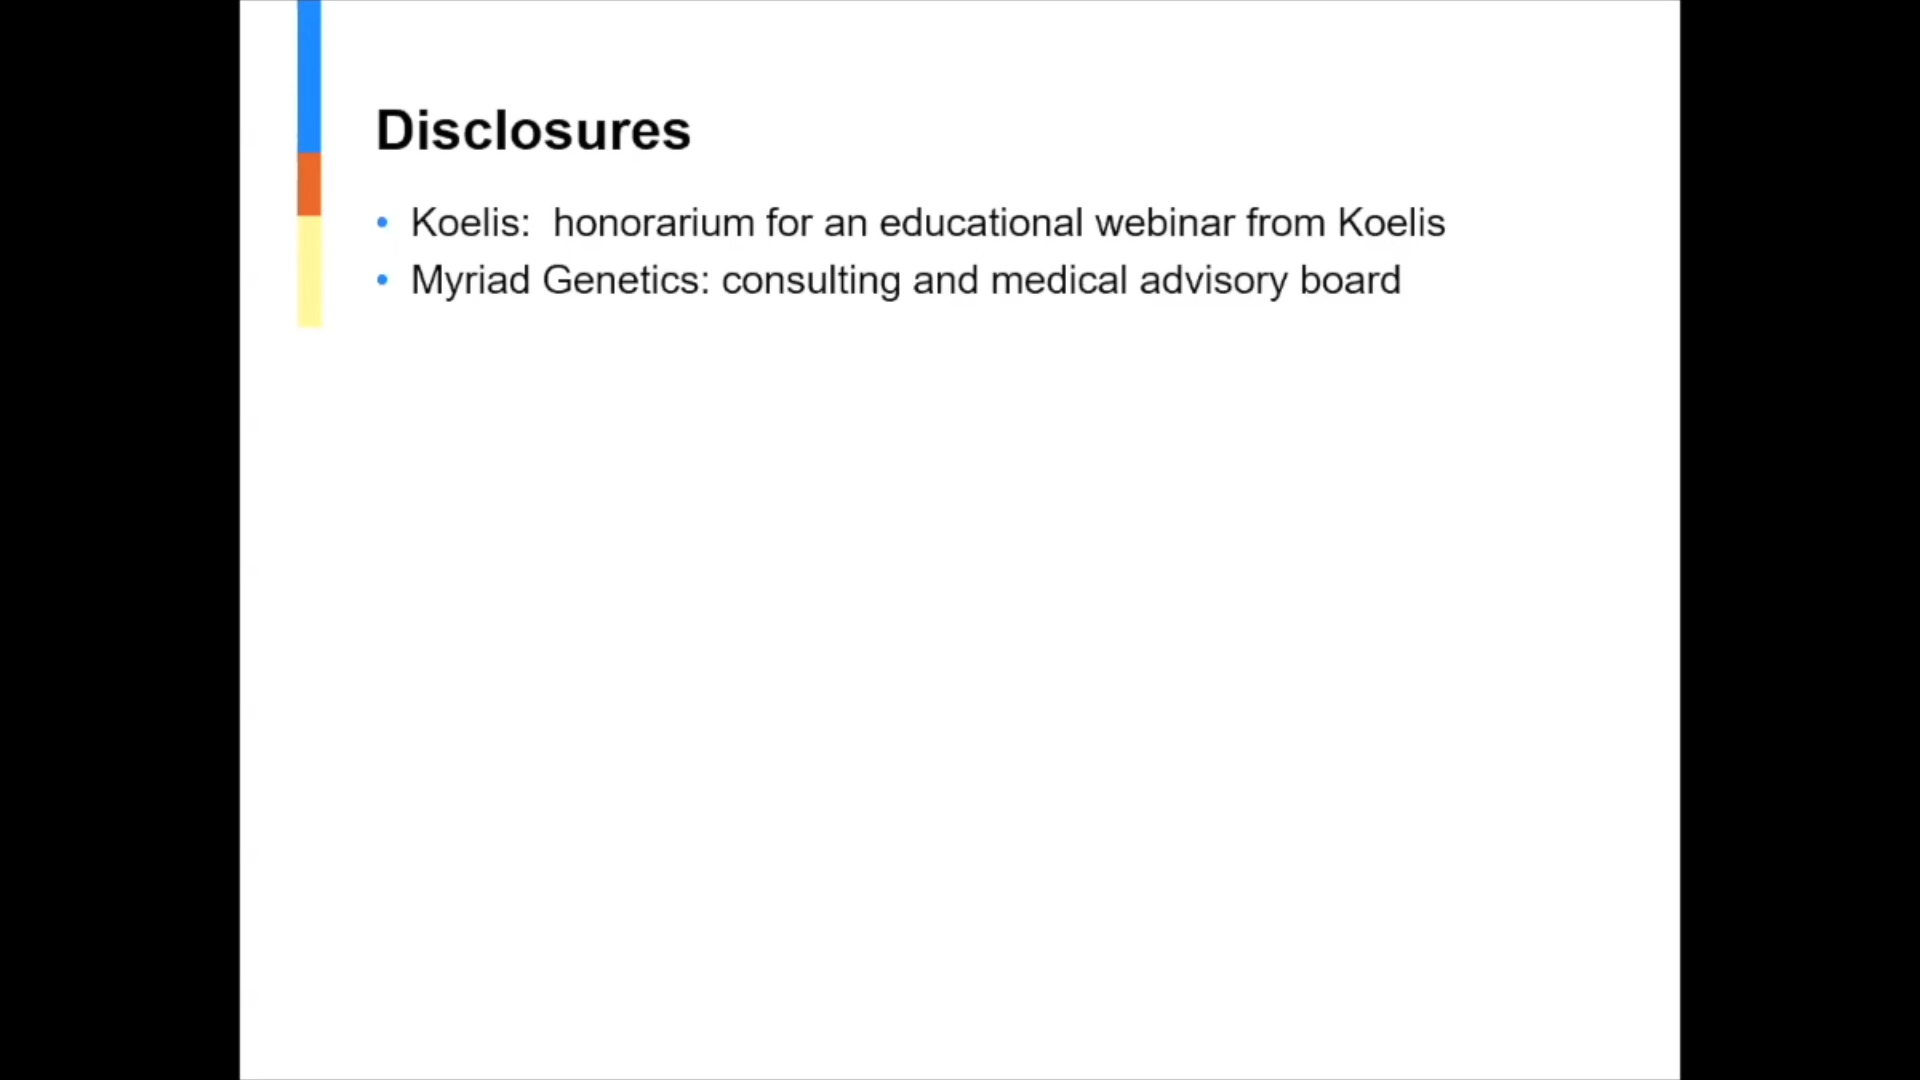 Disclosures
• Koelis:  honorarium for an educational webinar from Koelis
• Myriad Genetics: consulting and medical advisory board